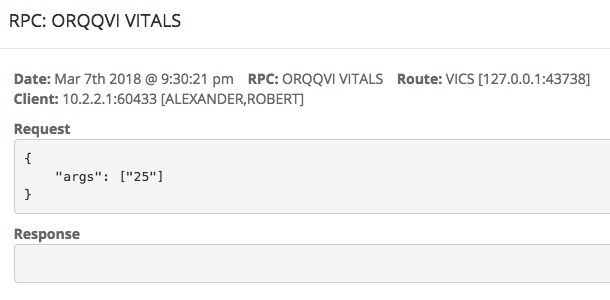 RPC: ORQQVI VITALS
Date: Mar 7th 2018 @ 9:30:21 pm RPC: ORQQVI VITALS Route: VICS [127.0.0.1:43738]
Client: 10.2.2.1:60433 [ALEXANDER,ROBERT]
Request
{
"args": ["25"]
}
Response